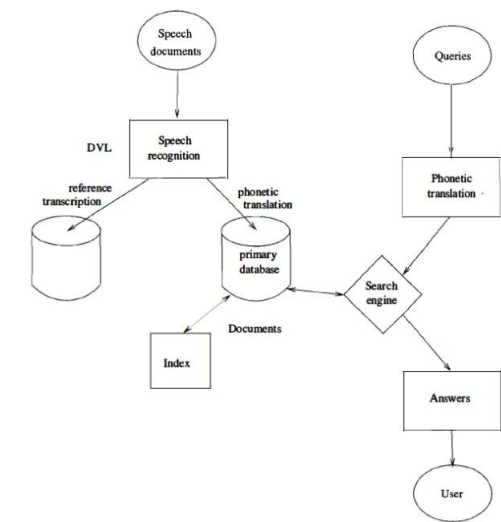 Speech
documents
Queries
DVL
Speech
recognition
Phonetic
translation
reference
transcription
phonetic
translation
primary
database
Search
engine
Documents
Index
Answers
User